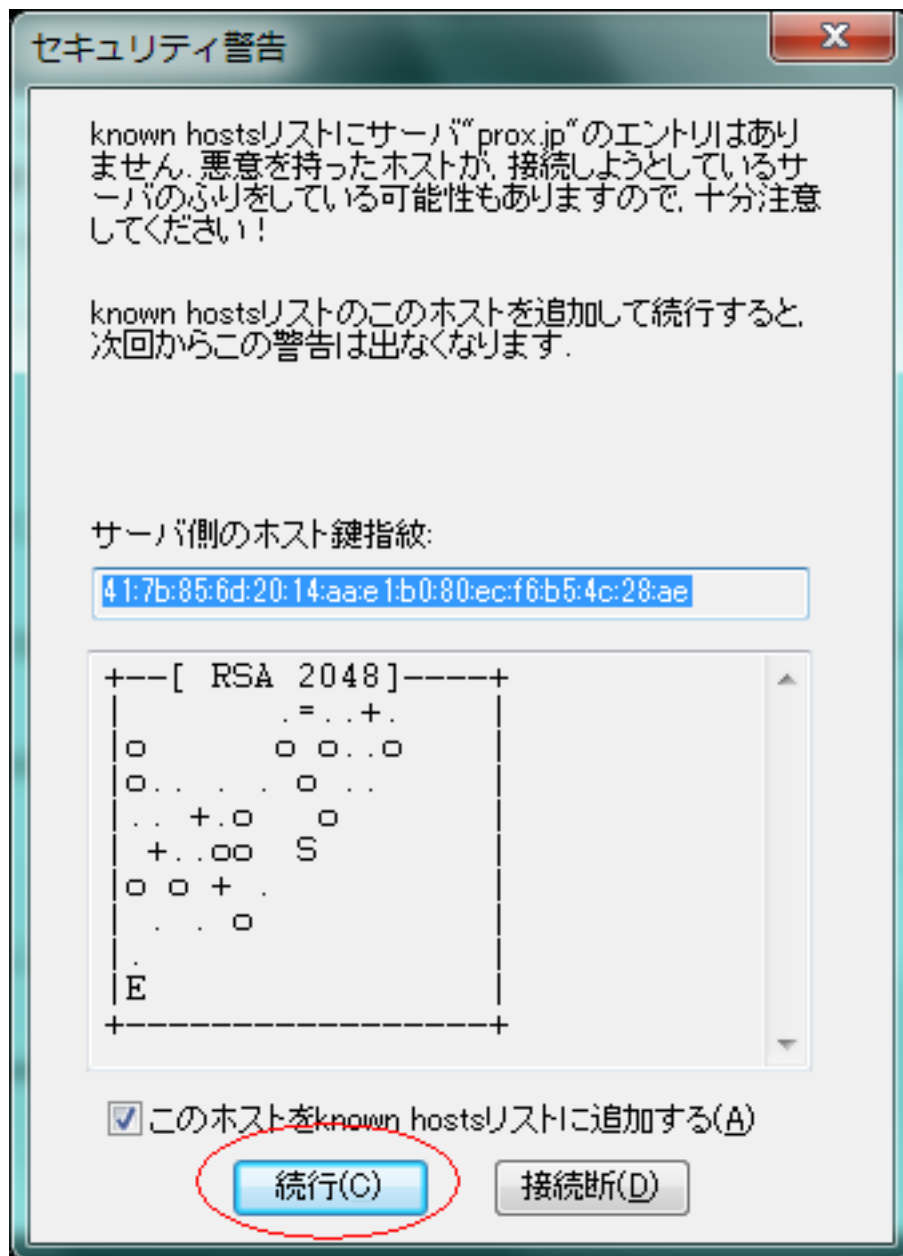 セキュリティ警告
known hostsリストにサーバ"prox.jp"のエントリはあり
ません. 悪意を持ったホストが, 接続しようとしているサ
ーバのふりをしている可能性もありますので, 十分注意
してください!
known hostsリストのこのホストを追加して続行すると,
次回からこの警告は出なくなります.
サーバ側のホスト鍵指紋:
41:7b:85:6d:20:14:aa:e1:b0:80:ec:f6:b5:4c:28:ae
+--[ RSA 2048]----+
|        .=..+.   |
|o       o o..o   |
|o.. . . . o ..   |
|.. +.o    o      |
| +..oo  S        |
|o o + .          |
| . . o           |
|.                |
|E                |
+-----------------+
このホストをknown hostsリストに追加する(A)
続行(C)
接続断(D)